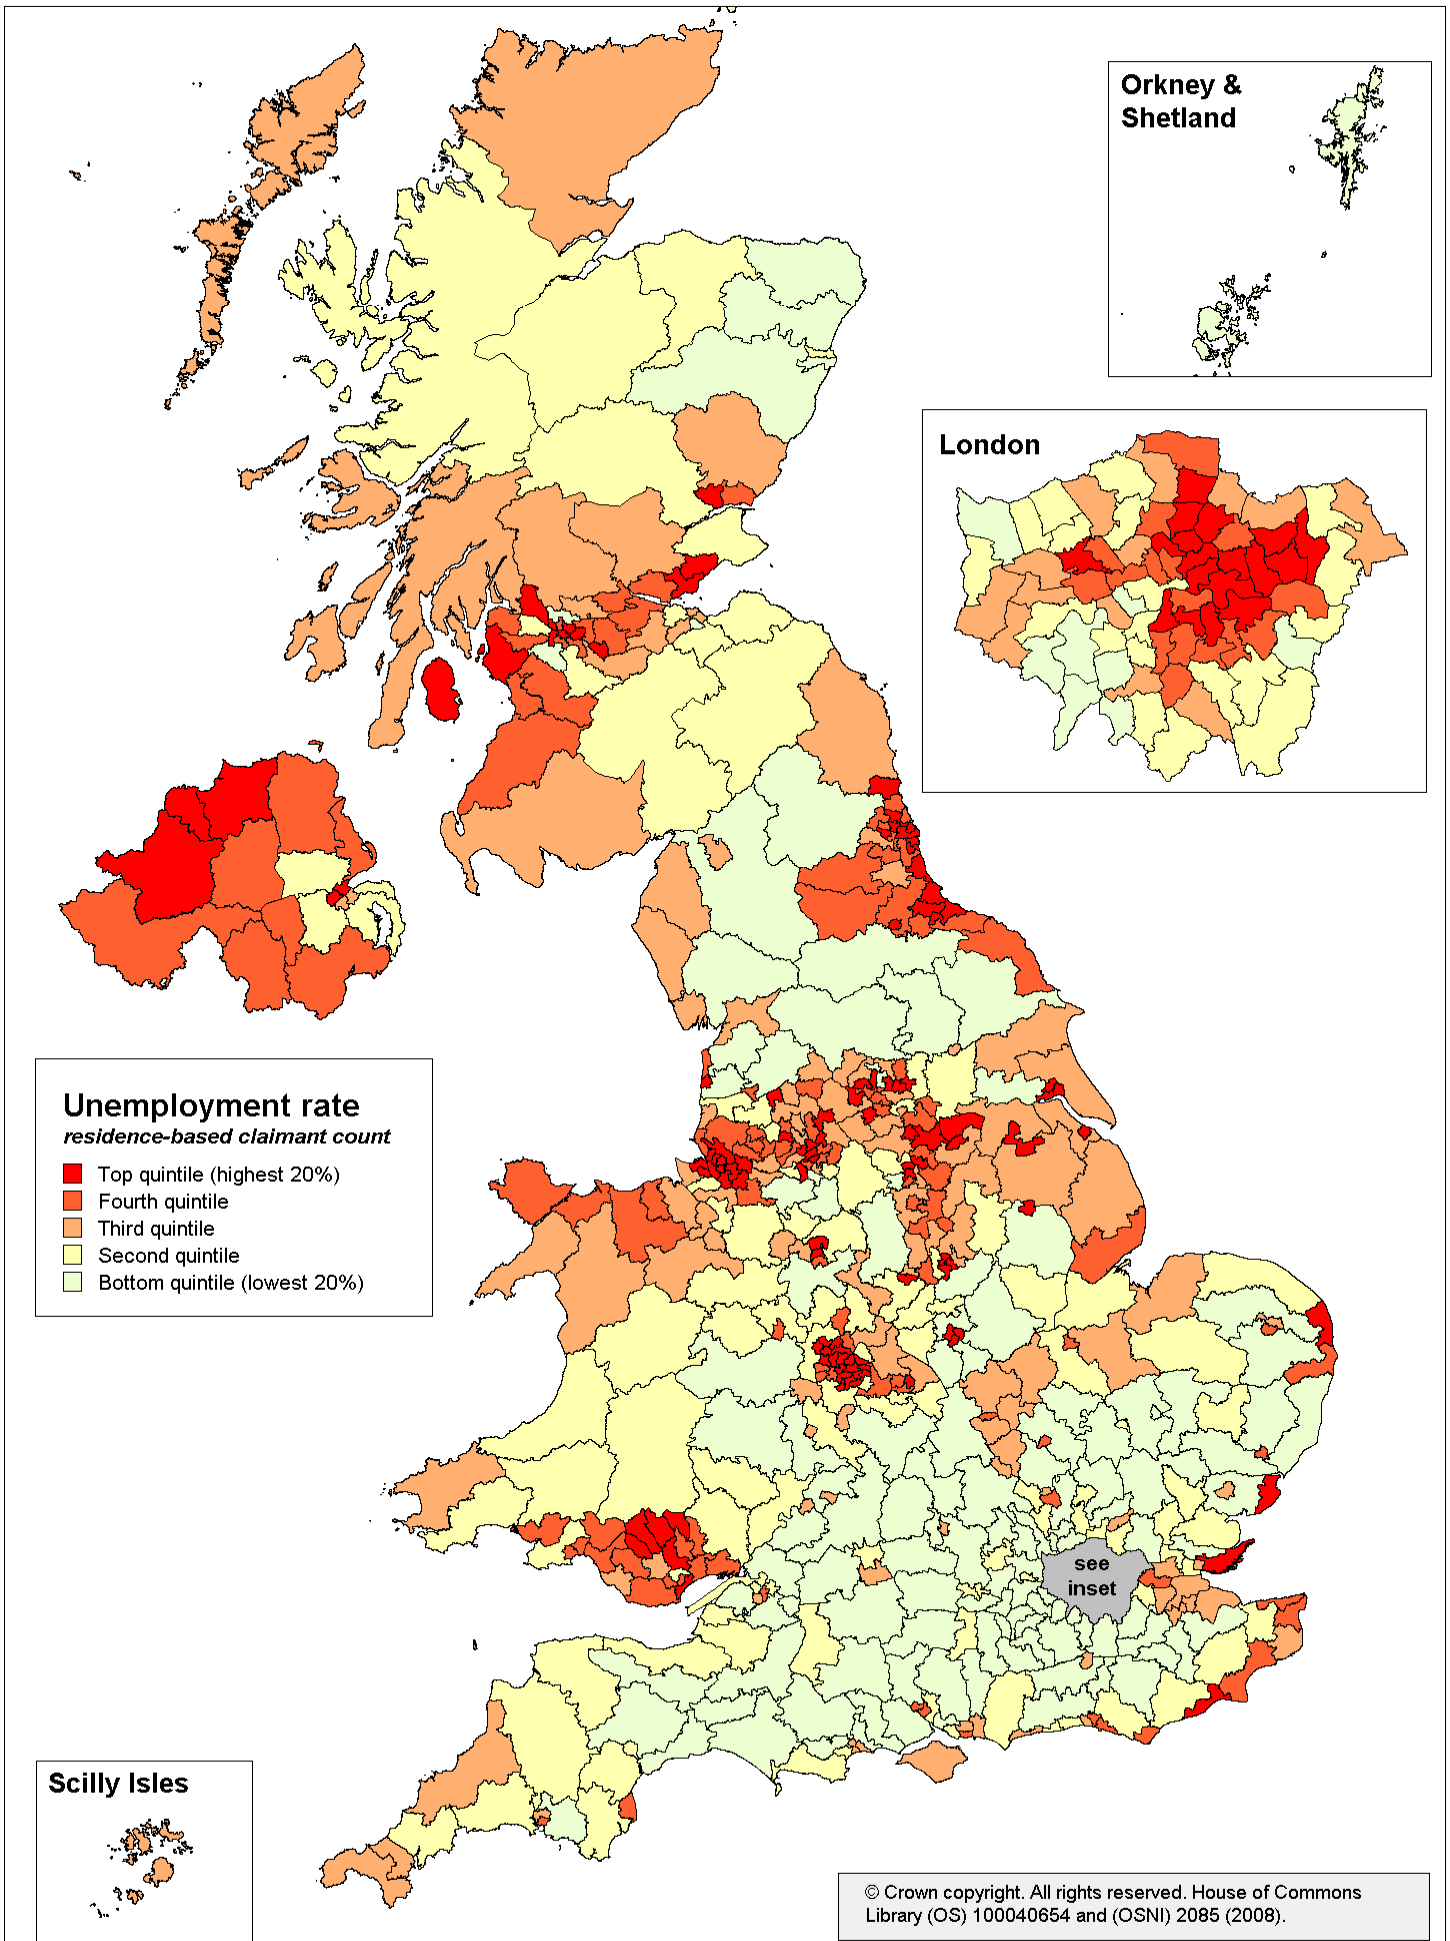 Orkney &
Shetland
London
Unemployment rate
residence-based claimant count
Top quintile (highest 20%)
Fourth quintile
Third quintile
Second quintile
Bottom quintile (lowest 20%)
see
inset
Scilly Isles
© Crown copyright. All rights reserved. House of Commons
Library (OS) 100040654 and (OSNI) 2085 (2008).